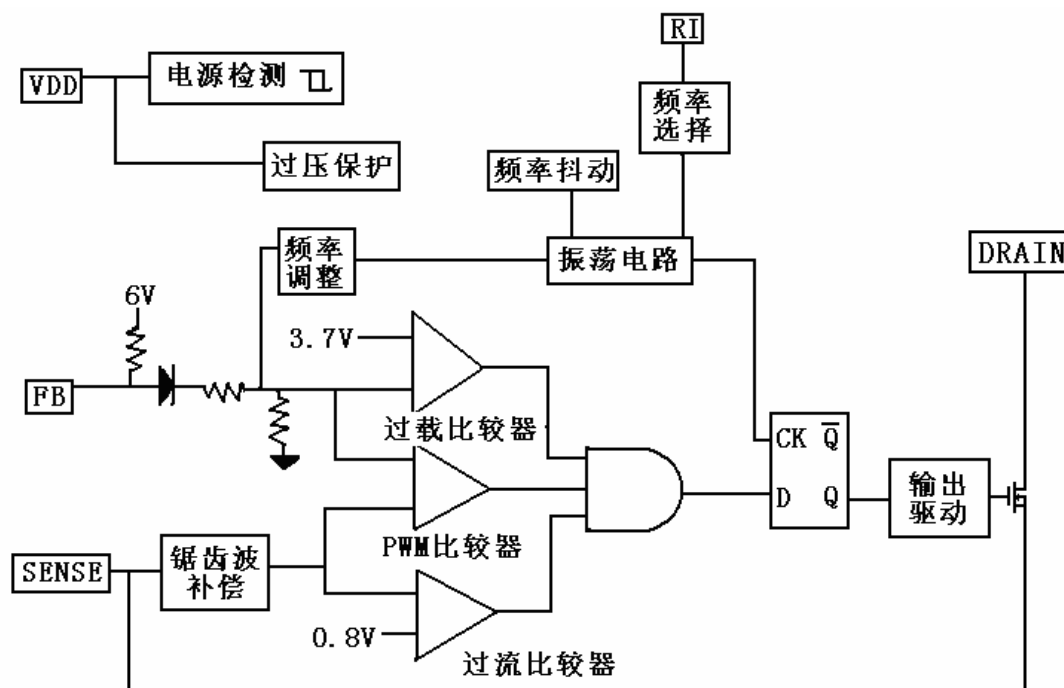 RI
VDD
电源检测
频率
选择
过压保护
频率抖动
频率
调整
振荡电路
DRAIN
6V
3.7V
FB
过载比较器
CK Q̅
D Q
输出
驱动
PWM比较器
SENSE
锯齿波
补偿
0.8V
过流比较器